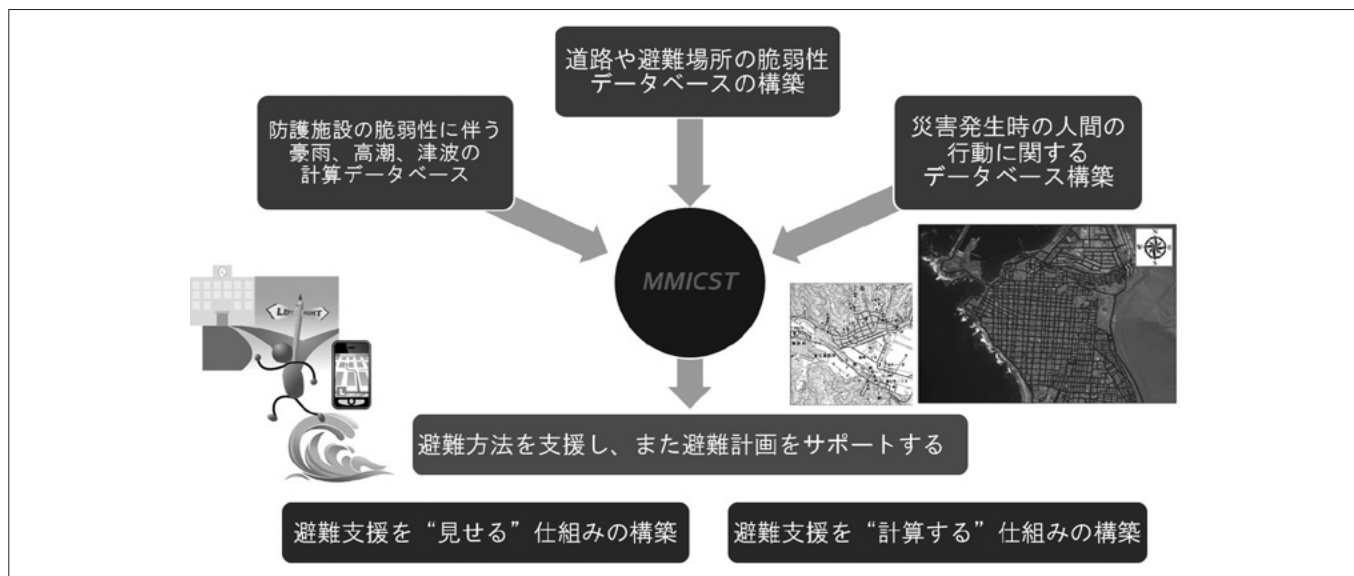 道路や避難場所の脆弱性
データベースの構築
防護施設の脆弱性に伴う
豪雨、高潮、津波の
計算データベース
災害発生時の人間の
行動に関する
データベース構築
MMICST
避難方法を支援し、また避難計画をサポートする
避難支援を“見せる”仕組みの構築
避難支援を“計算する”仕組みの構築